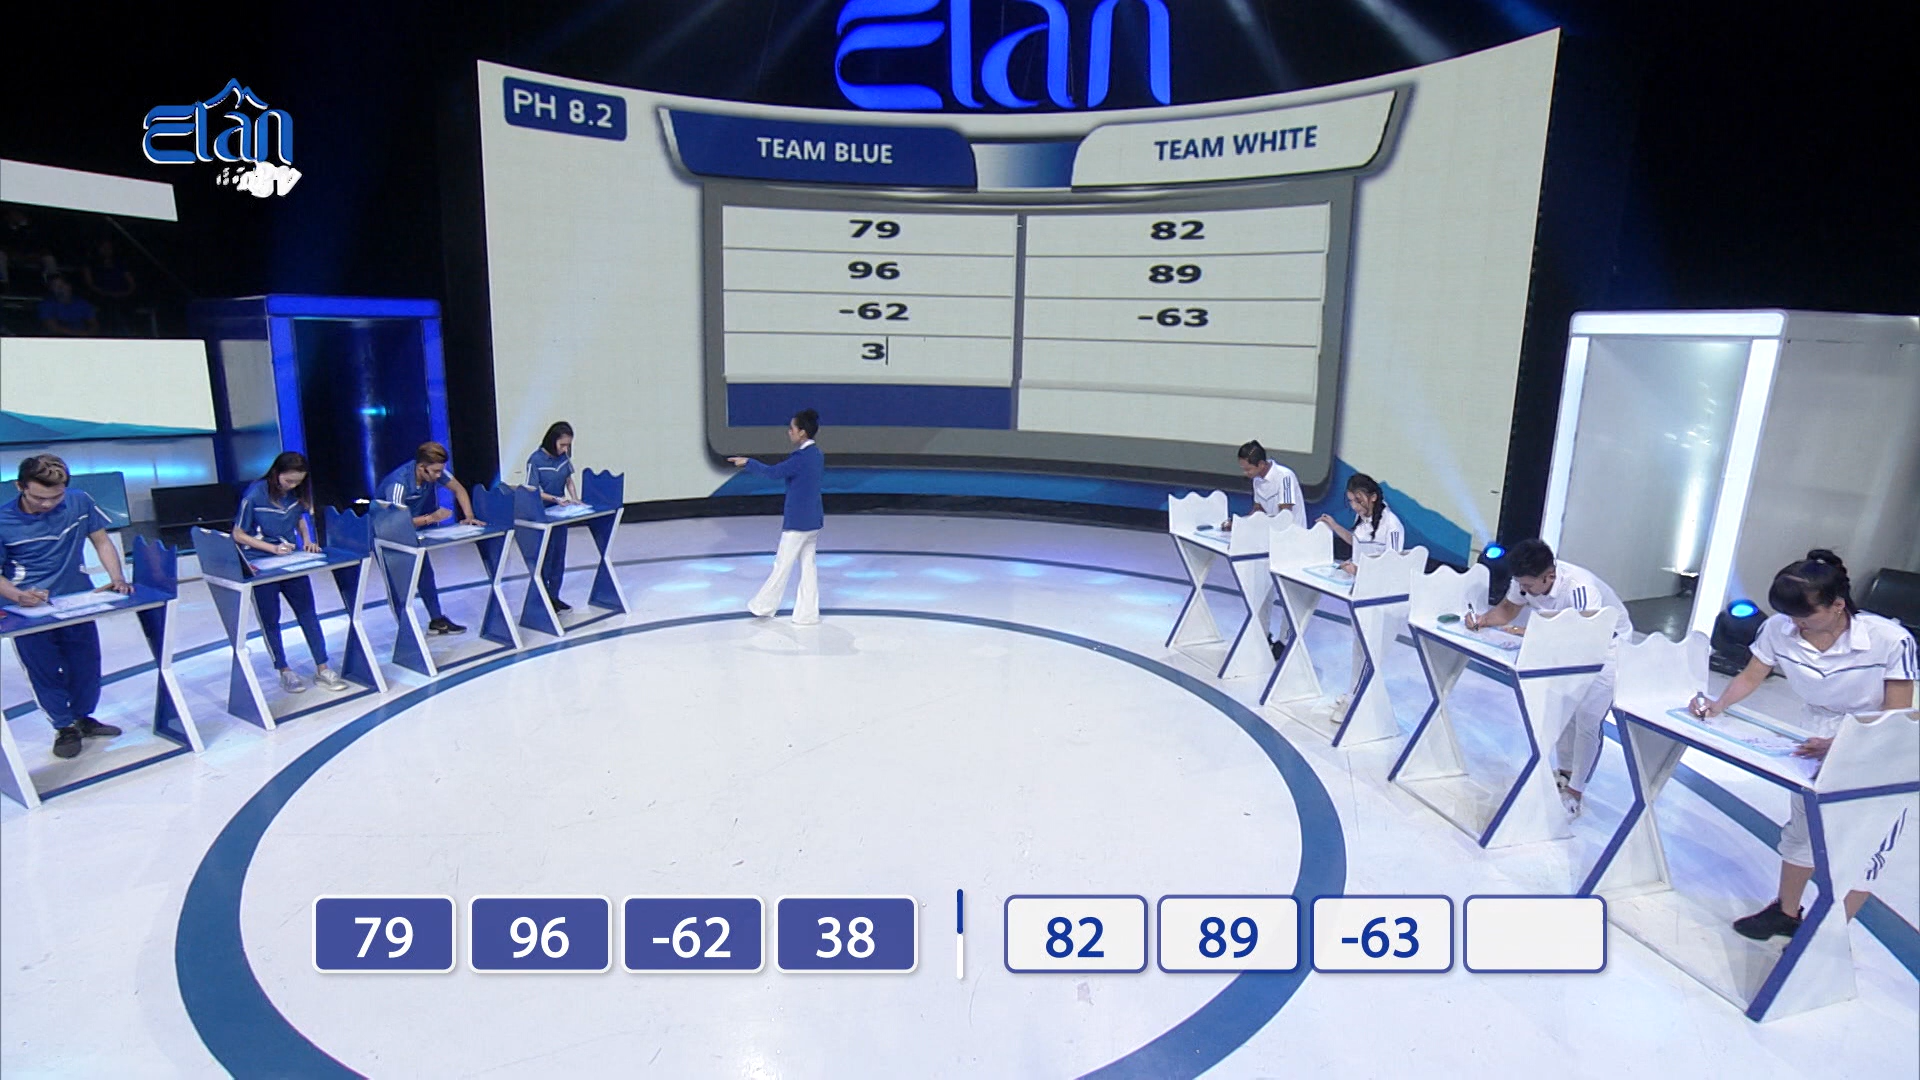 Elan
Elân
PH 8.2
TEAM BLUE TEAM WHITE
79 82
96 89
-62 -63
3
79 96 -62 38 82 89 -63